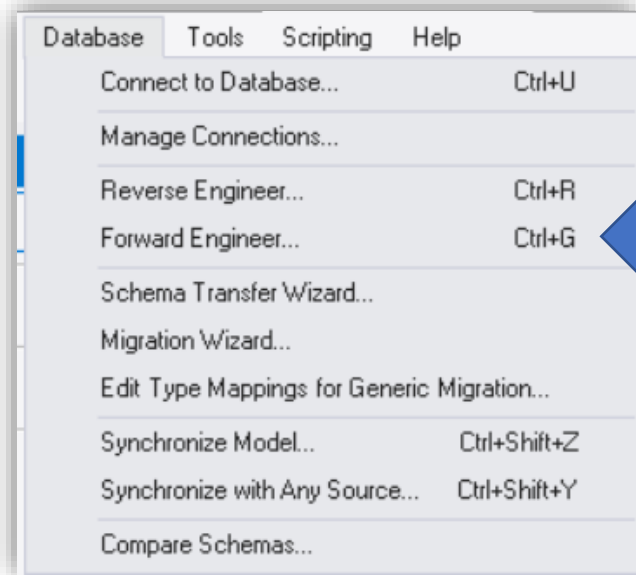 Database Tools Scripting Help
Connect to Database... Ctrl+U
Manage Connections...
Reverse Engineer... Ctrl+R
Forward Engineer... Ctrl+G
Schema Transfer Wizard...
Migration Wizard...
Edit Type Mappings for Generic Migration...
Synchronize Model... Ctrl+Shift+Z
Synchronize with Any Source... Ctrl+Shift+Y
Compare Schemas...